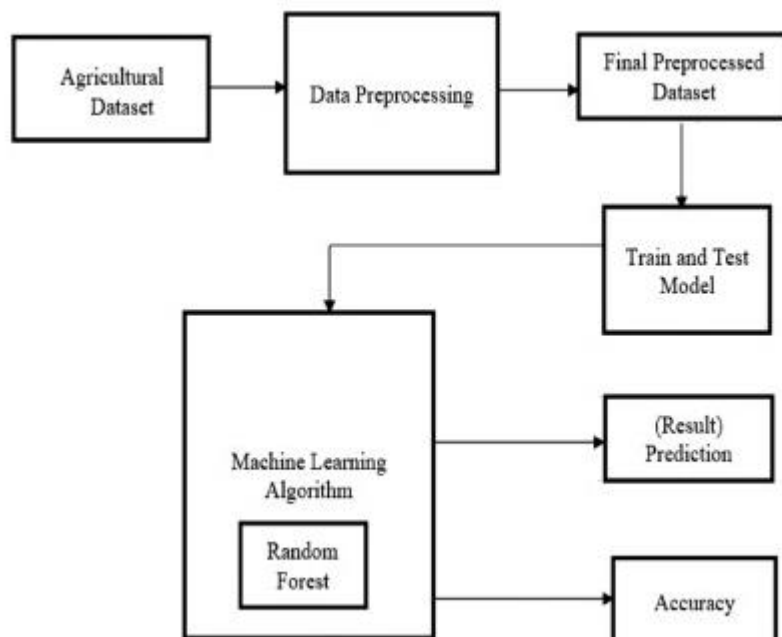 Agricultural
Dataset
Data Preprocessing
Final Preprocessed
Dataset
Train and Test
Model
Machine Learning
Algorithm
Random
Forest
(Result)
Prediction
Accuracy